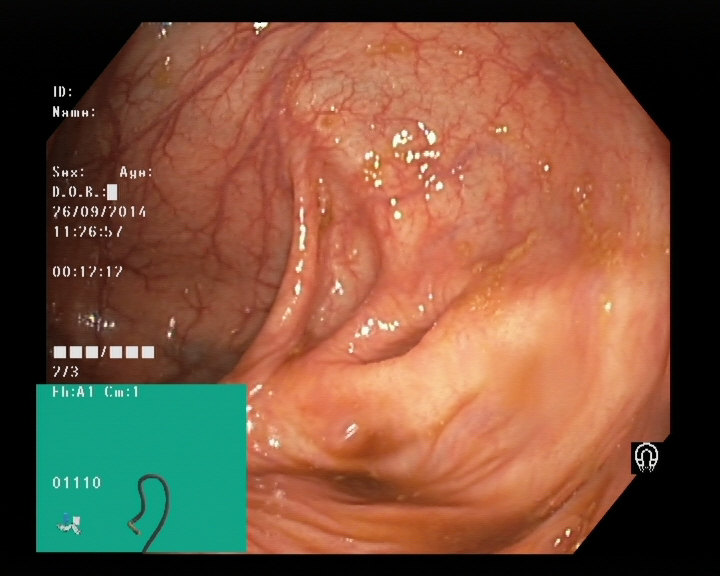 ID:
Name:
Sex: Age:
D.O.B.:
26/09/2014
11:26:57
00:12:12
■■■/■■■
2/3
Eh:A1 Cm:1
01110